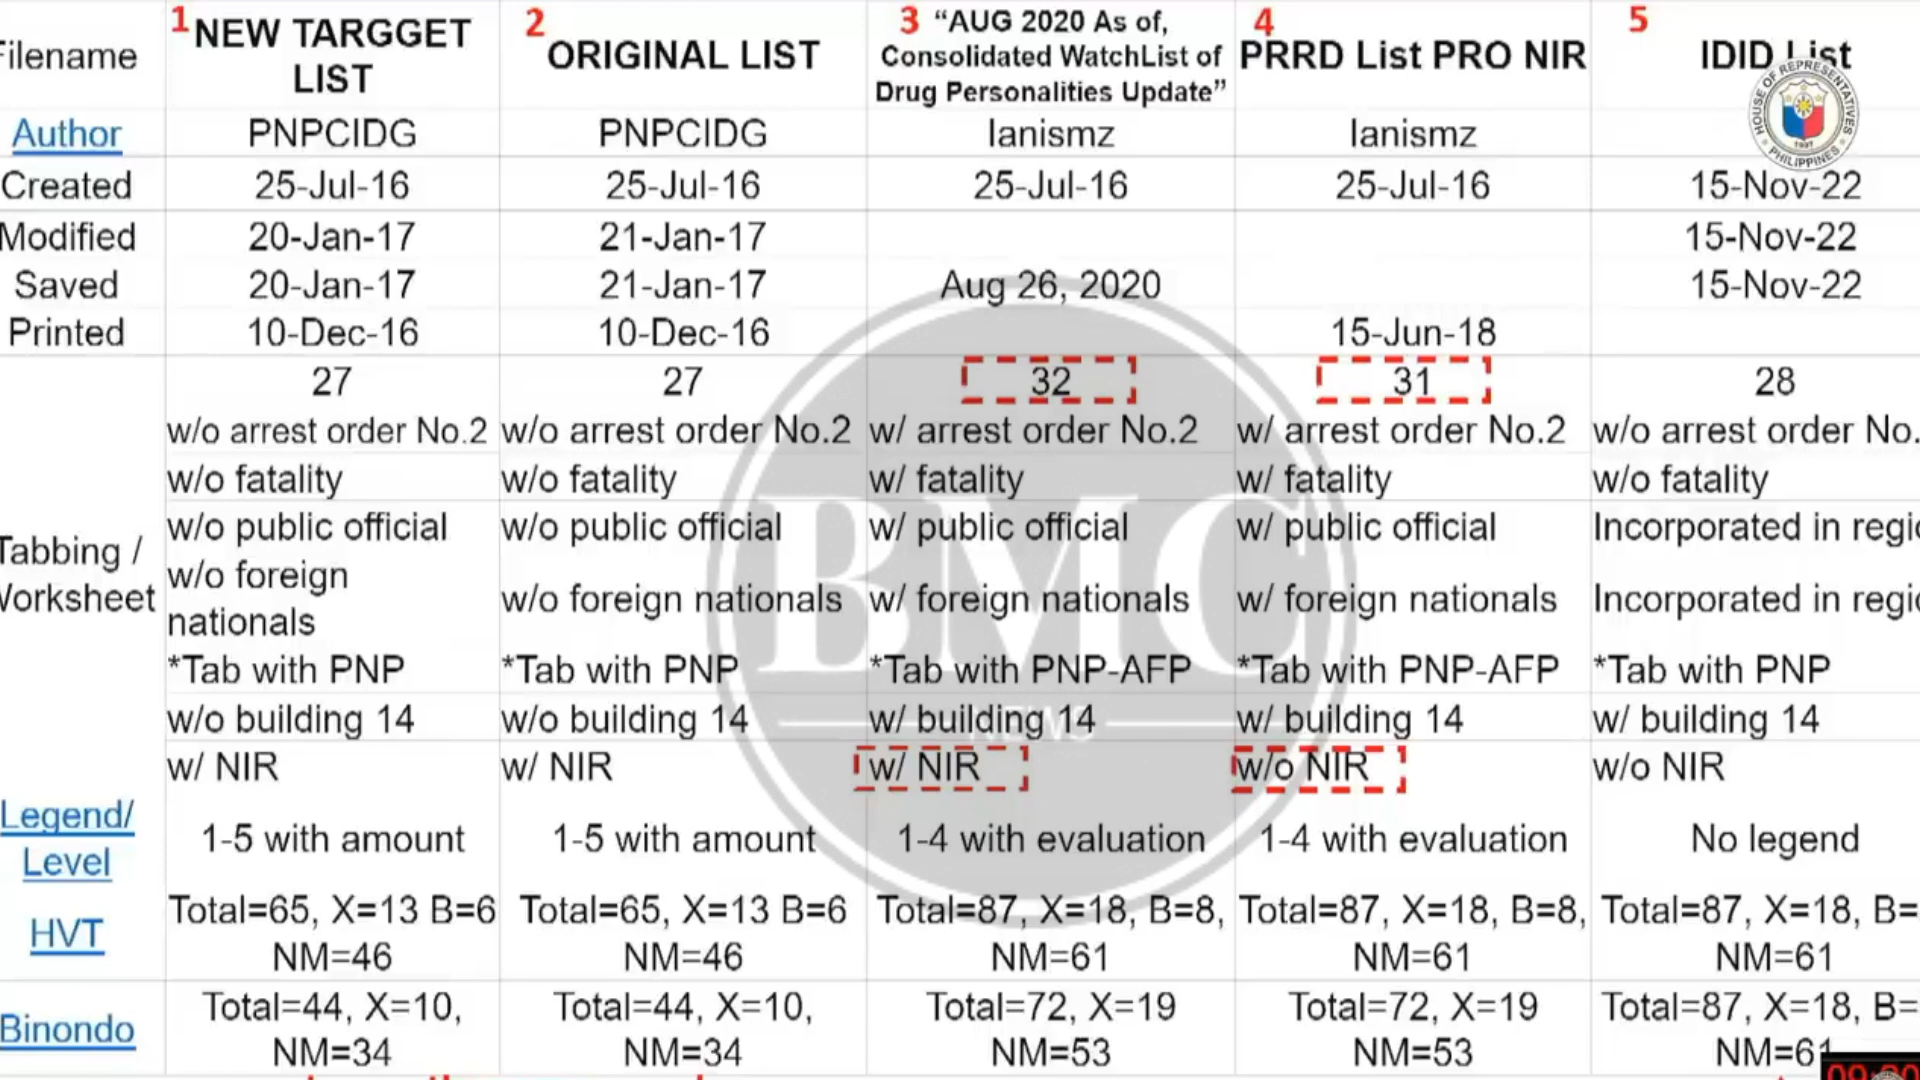 Filename
1 NEW TARGGET
LIST
2
ORIGINAL LIST
3 “AUG 2020 As of,
Consolidated WatchList of
Drug Personalities Update”
4
PRRD List PRO NIR
5
IDID List
HOUSE OF REPRESENTATIVES
1907
PHILIPPINES
Author PNPCIDG PNPCIDG Ianismz Ianismz
Created 25-Jul-16 25-Jul-16 25-Jul-16 25-Jul-16 15-Nov-22
Modified 20-Jan-17 21-Jan-17 15-Nov-22
Saved 20-Jan-17 21-Jan-17 Aug 26, 2020 15-Nov-22
Printed 10-Dec-16 10-Dec-16 15-Jun-18
27 27 32 31 28
w/o arrest order No.2 w/o arrest order No.2 w/ arrest order No.2 w/ arrest order No.2 w/o arrest order No.
w/o fatality w/o fatality w/ fatality w/ fatality w/o fatality
Tabbing /
Worksheet
w/o public official w/o public official w/ public official w/ public official Incorporated in regio
w/o foreign
nationals
w/o foreign nationals w/ foreign nationals w/ foreign nationals Incorporated in regio
*Tab with PNP *Tab with PNP *Tab with PNP-AFP *Tab with PNP-AFP *Tab with PNP
w/o building 14 w/o building 14 w/ building 14 w/ building 14 w/ building 14
w/ NIR w/ NIR w/ NIR w/o NIR w/o NIR
BMC
NEWS
Legend/
Level
1-5 with amount 1-5 with amount 1-4 with evaluation 1-4 with evaluation No legend
HVT
Total=65, X=13 B=6 Total=65, X=13 B=6 Total=87, X=18, B=8, Total=87, X=18, B=8, Total=87, X=18, B=
NM=46 NM=46 NM=61 NM=61 NM=61
Binondo
Total=44, X=10, Total=44, X=10, Total=72, X=19 Total=72, X=19 Total=87, X=18, B=
NM=34 NM=34 NM=53 NM=53 NM=61